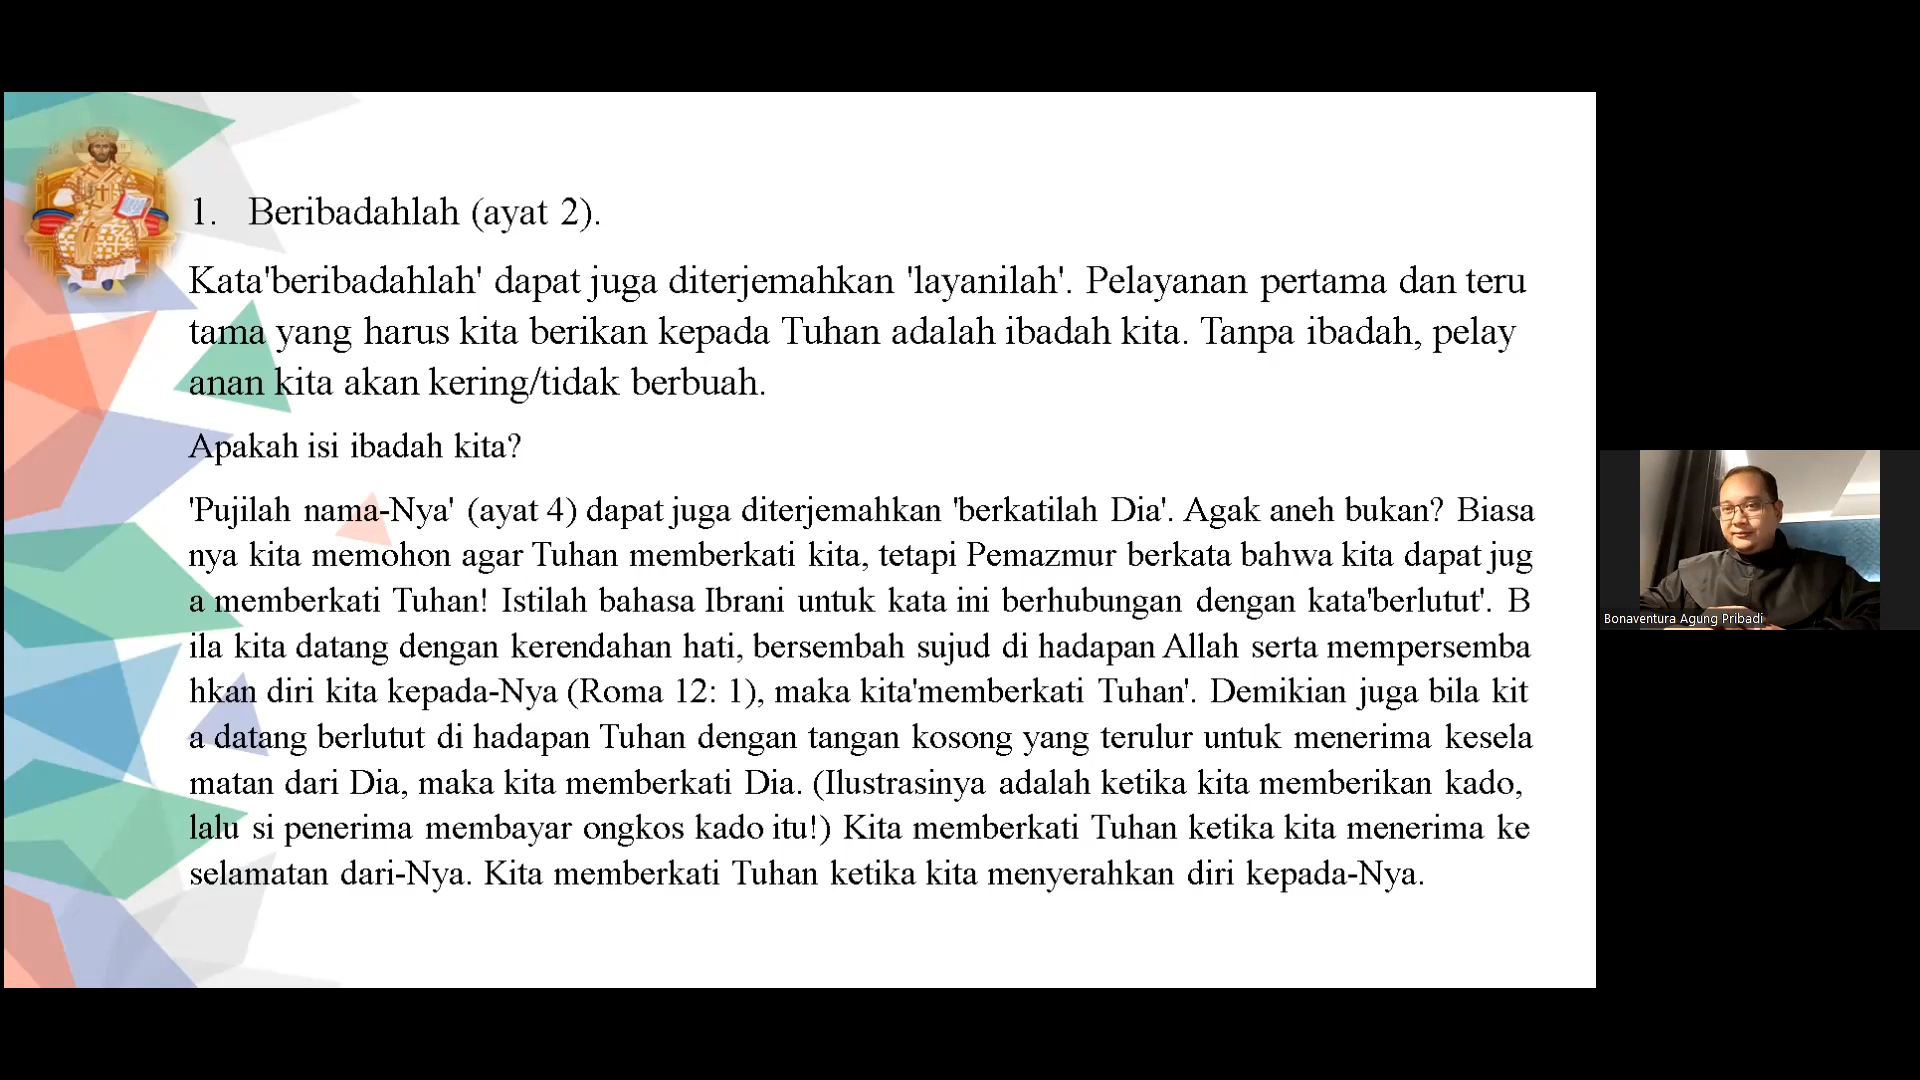 1. Beribadahlah (ayat 2).
Kata'beribadahlah' dapat juga diterjemahkan 'layanilah'. Pelayanan pertama dan teru
tama yang harus kita berikan kepada Tuhan adalah ibadah kita. Tanpa ibadah, pelay
anan kita akan kering/tidak berbuah.
Apakah isi ibadah kita?
'Pujilah nama-Nya' (ayat 4) dapat juga diterjemahkan 'berkatilah Dia'. Agak aneh bukan? Biasa
nya kita memohon agar Tuhan memberkati kita, tetapi Pemazmur berkata bahwa kita dapat jug
a memberkati Tuhan! Istilah bahasa Ibrani untuk kata ini berhubungan dengan kata'berlutut'. B
ila kita datang dengan kerendahan hati, bersembah sujud di hadapan Allah serta mempersemba
hkan diri kita kepada-Nya (Roma 12: 1), maka kita'memberkati Tuhan'. Demikian juga bila kit
a datang berlutut di hadapan Tuhan dengan tangan kosong yang terulur untuk menerima kesela
matan dari Dia, maka kita memberkati Dia. (Ilustrasinya adalah ketika kita memberikan kado,
lalu si penerima membayar ongkos kado itu!) Kita memberkati Tuhan ketika kita menerima ke
selamatan dari-Nya. Kita memberkati Tuhan ketika kita menyerahkan diri kepada-Nya.
Bonaventura Agung Pribadi